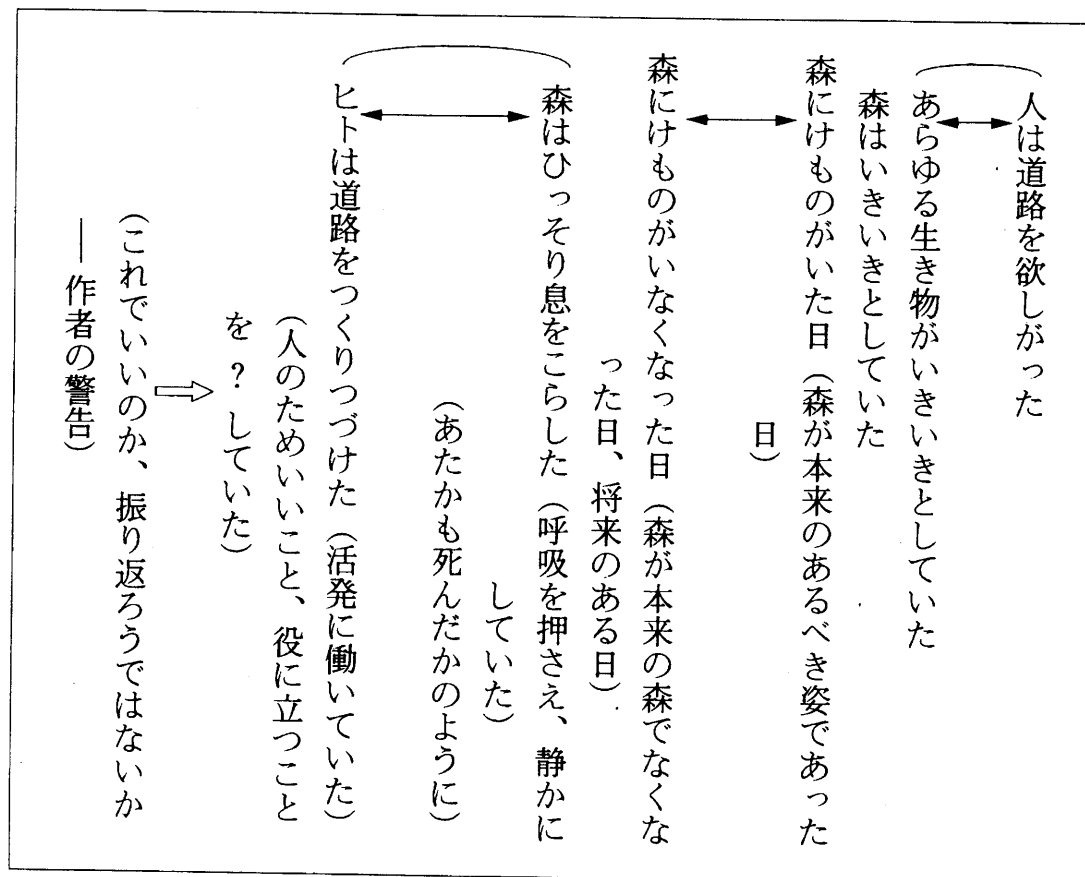 人は道路を欲しがった
あらゆる生き物がいきいきとしていた
森はいきいきとしていた
森にけものがいた日(森が本来のあるべき姿であった
日)
森にけものがいなくなった日(森が本来の森でなくな
った日、将来のある日)
森はひっそり息をこらした(呼吸を押さえ、静かに
していた)
(あたかも死んだかのように)
ヒトは道路をつくりつづけた(活発に働いていた)
(人のためいいこと、役に立つこと
を?していた)
(これでいいのか、振り返ろうではないか
―作者の警告)